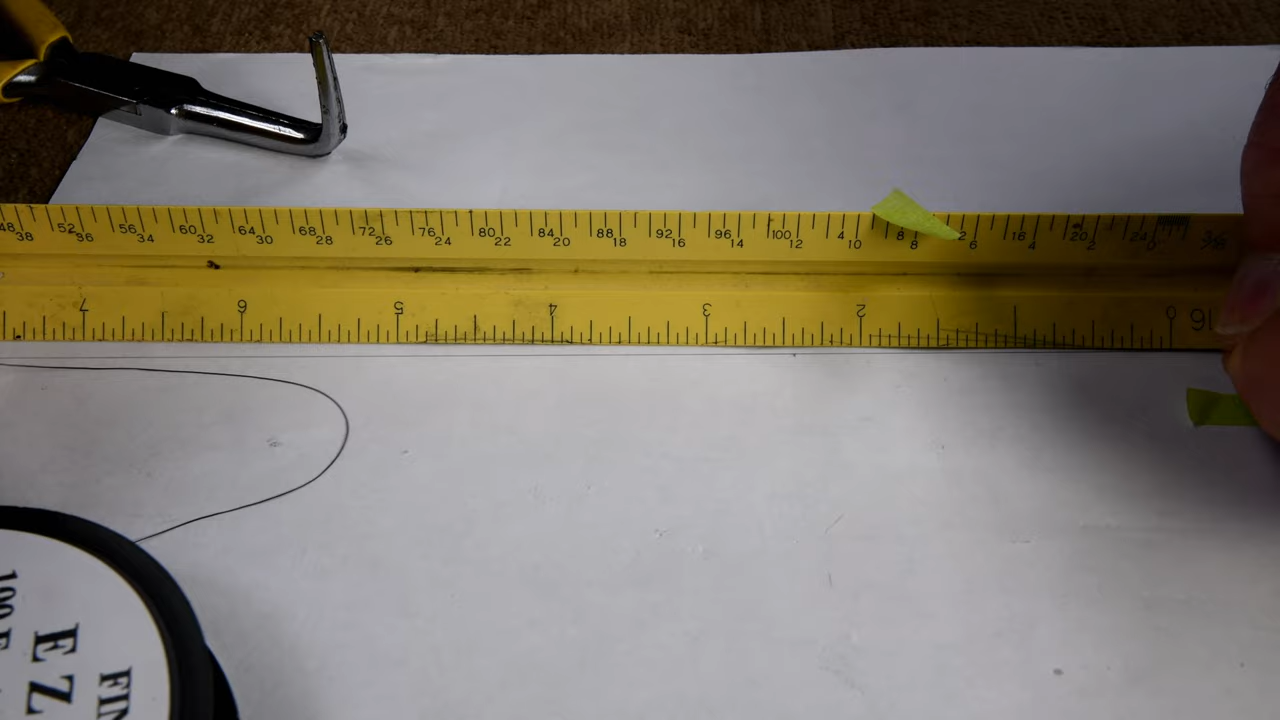 48 52 56 60 64 68 72 76 80 84 88 92 96 100 4 8 2 16 20 24 0
38 36 34 32 30 28 26 24 22 20 18 16 14 12 10 8 6 4 2
7 6 5 4 3 2 0 16
100 F
EZ
FIN